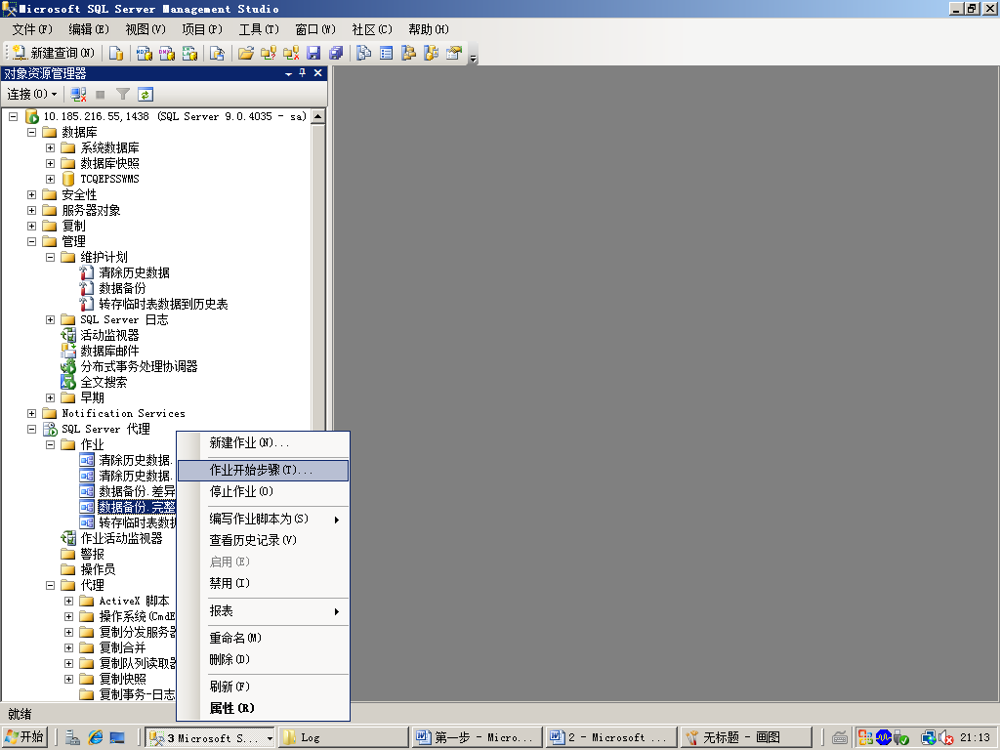 Microsoft SQL Server Management Studio
文件(F) 编辑(E) 视图(V) 项目(P) 工具(T) 窗口(W) 社区(C) 帮助(H)
新建查询(N)
对象资源管理器
连接(O)
10.185.216.55,1438 (SQL Server 9.0.4035 - sa)
数据库
系统数据库
数据库快照
TCQEPSSWMS
安全性
服务器对象
复制
管理
维护计划
清除历史数据
数据备份
转存临时表数据到历史表
SQL Server 日志
活动监视器
数据库邮件
分布式事务处理协调器
全文搜索
早期
Notification Services
SQL Server 代理
作业
清除历史数据.
清除历史数据.
数据备份.差异
数据备份.完整
转存临时表数据
作业活动监视器
警报
操作员
代理
ActiveX 脚本
操作系统(CmdE
复制分发服务器
复制合并
复制队列读取器
复制快照
复制事务-日志
新建作业(N)...
作业开始步骤(T)...
停止作业(O)
编写作业脚本为(S)
查看历史记录(V)
启用(E)
禁用(I)
报表
重命名(M)
删除(D)
刷新(F)
属性(R)
就绪
开始 3 Microsoft S... Log 第一步 - Micro... 2 - Microsoft ... 无标题 - 画图 21:13